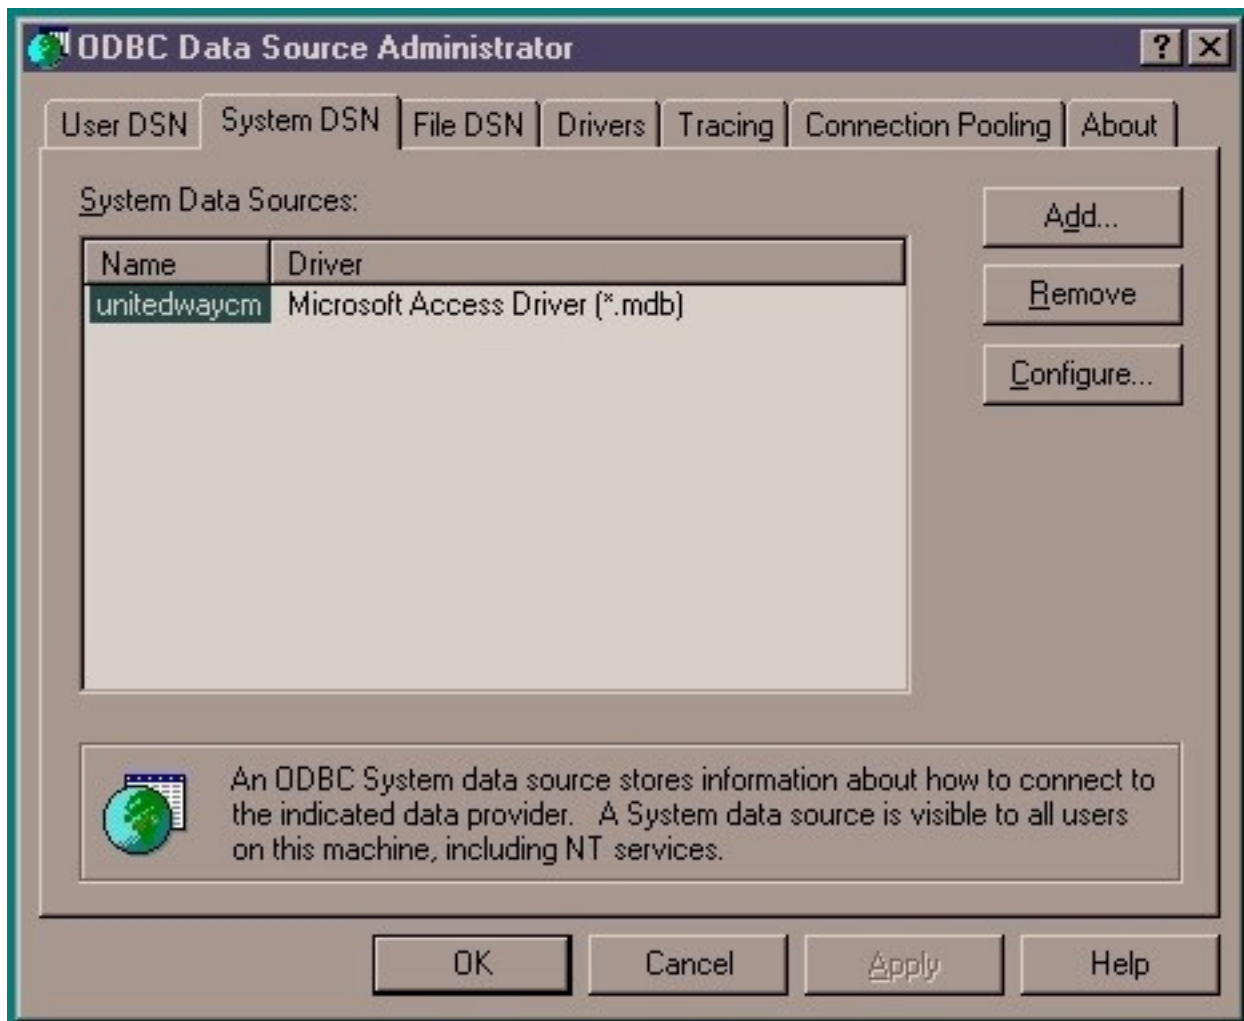 ODBC Data Source Administrator
User DSN System DSN File DSN Drivers Tracing Connection Pooling About
System Data Sources:
Add...
Name Driver
unitedwaycm Microsoft Access Driver (*.mdb)
Remove
Configure...
An ODBC System data source stores information about how to connect to
the indicated data provider. A System data source is visible to all users
on this machine, including NT services.
OK Cancel Apply Help